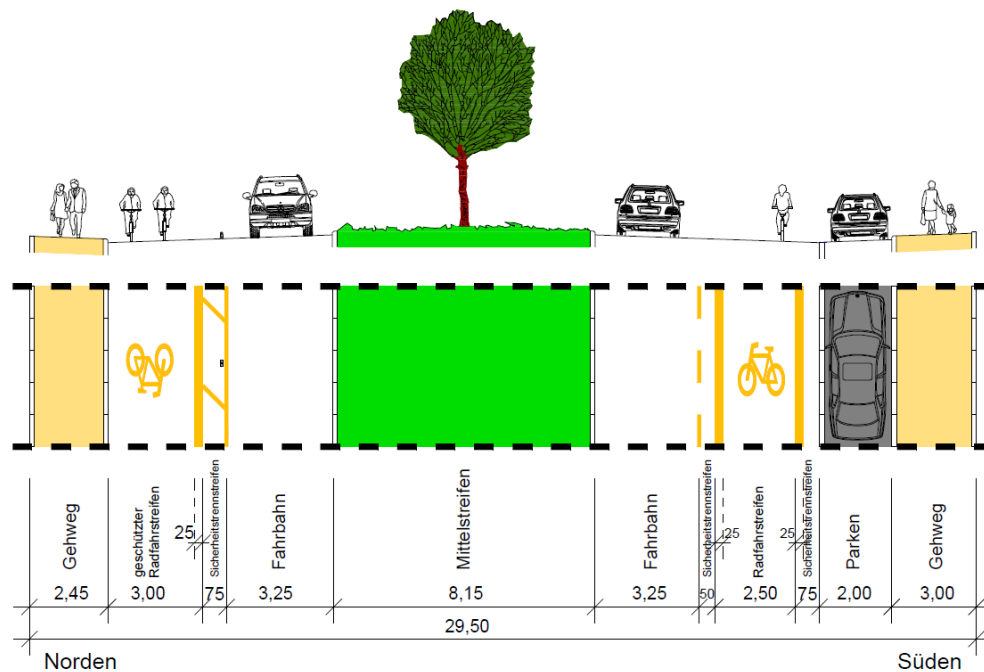 Gehweg
geschützter
Radfahrstreifen
25
Sicherheitstrennstreifen
Fahrbahn
Mittelstreifen
Fahrbahn
Sicherheitstrennstreifen
25
Radfahrstreifen
25
Sicherheitstrennstreifen
Parken
Gehweg
2,45 3,00 75 3,25 8,15 3,25 50 2,50 75 2,00 3,00
29,50
Norden Süden